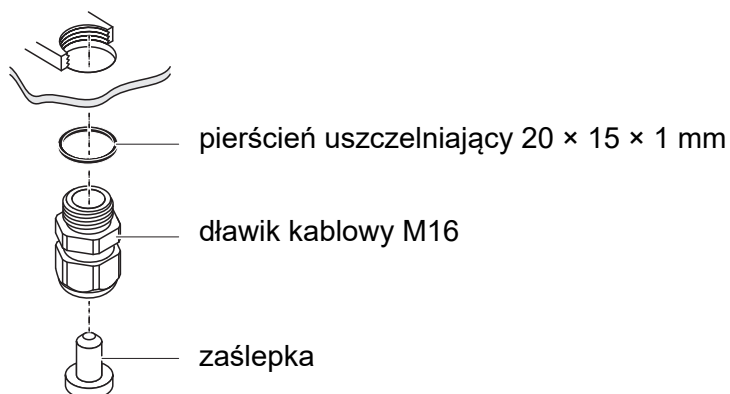 pierścień uszczelniający 20 × 15 × 1 mm
dławik kablowy M16
zaślepka